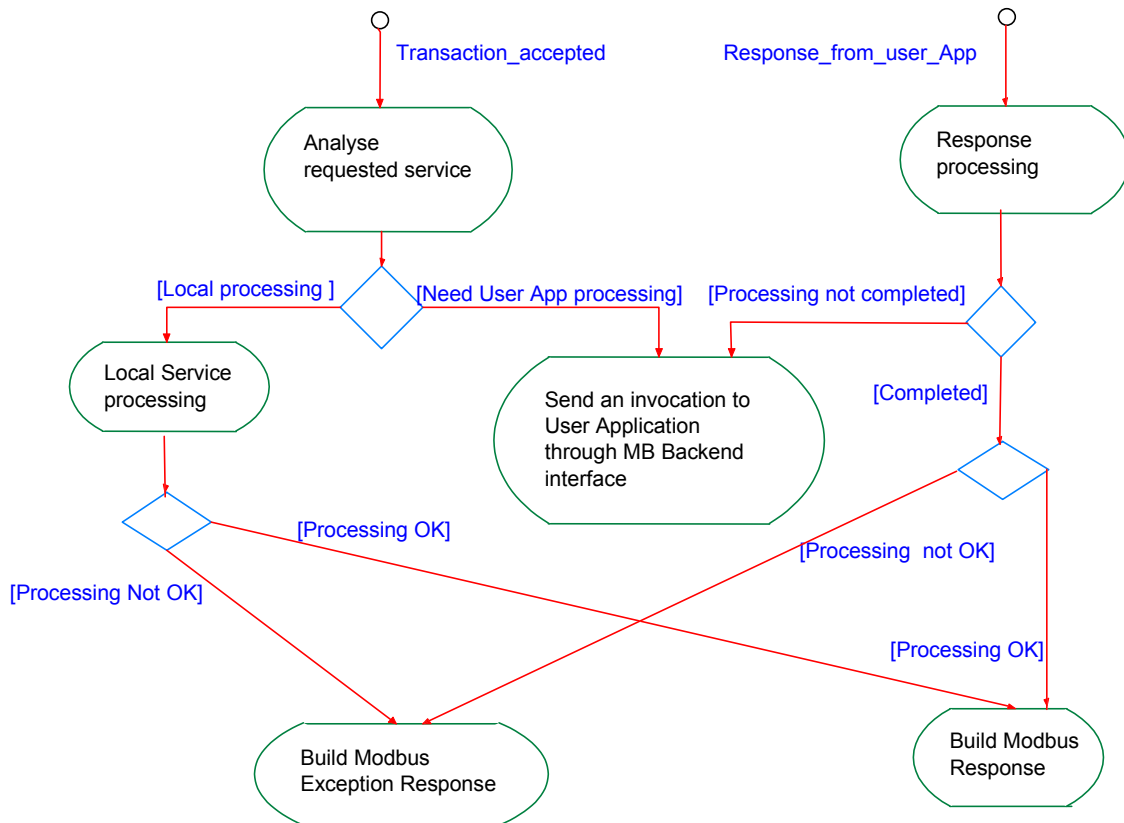 Transaction_accepted
Response_from_user_App
Analyse
requested service
Response
processing
[Local processing ]
[Need User App processing]
[Processing not completed]
Local Service
processing
Send an invocation to
User Application
through MB Backend
interface
[Completed]
[Processing OK]
[Processing  not OK]
[Processing Not OK]
[Processing OK]
Build Modbus
Exception Response
Build Modbus
Response